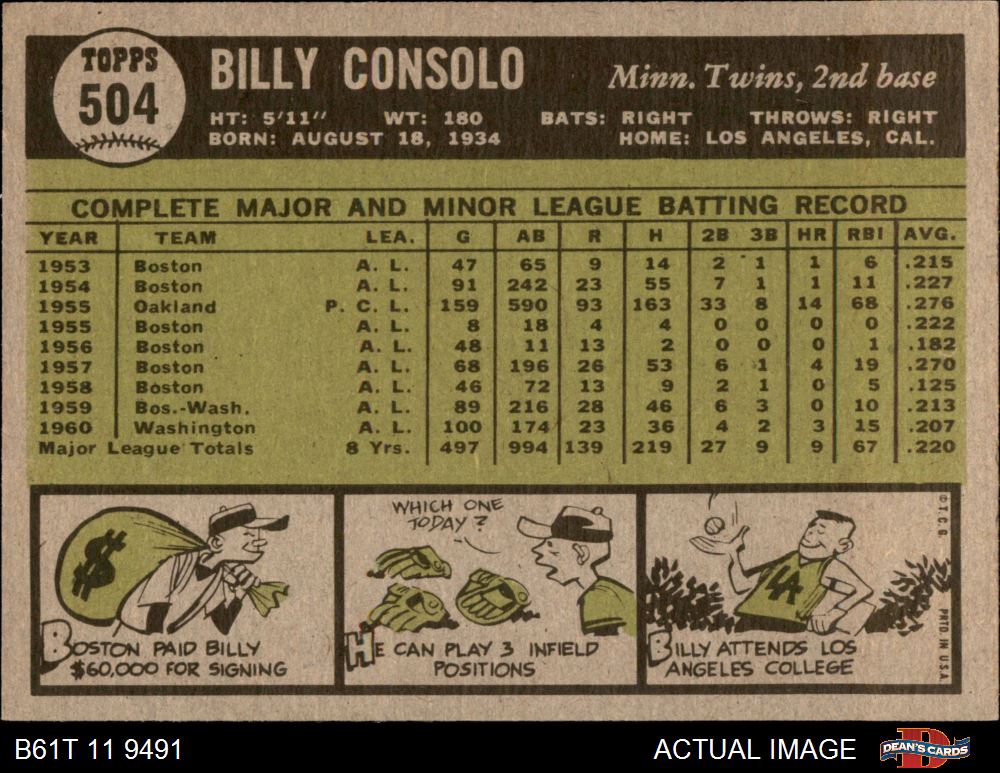 TOPPS
504
BILLY CONSOLO
Minn. Twins, 2nd base
HT: 5'11" WT: 180 BATS: RIGHT THROWS: RIGHT
BORN: AUGUST 18, 1934 HOME: LOS ANGELES, CAL.
COMPLETE MAJOR AND MINOR LEAGUE BATTING RECORD
YEAR TEAM LEA. G AB R H 2B 3B HR RBI AVG.
1953 Boston A. L. 47 65 9 14 2 1 1 6 .215
1954 Boston A. L. 91 242 23 55 7 1 1 11 .227
1955 Oakland P. C. L. 159 590 93 163 33 8 14 68 .276
1955 Boston A. L. 8 18 4 4 0 0 0 0 .222
1956 Boston A. L. 48 11 13 2 0 0 0 1 .182
1957 Boston A. L. 68 196 26 53 6 1 4 19 .270
1958 Boston A. L. 46 72 13 9 2 1 0 5 .125
1959 Bos.-Wash. A. L. 89 216 28 46 6 3 0 10 .213
1960 Washington A. L. 100 174 23 36 4 2 3 15 .207
Major League Totals 8 Yrs. 497 994 139 219 27 9 9 67 .220
$
BOSTON PAID BILLY
$60,000 FOR SIGNING
WHICH ONE
TODAY?
HE CAN PLAY 3 INFIELD
POSITIONS
LA
BILLY ATTENDS LOS
ANGELES COLLEGE
© T.C.G. PRTD. IN U.S.A.
B61T 11 9491
ACTUAL IMAGE
DEAN'S CARDS